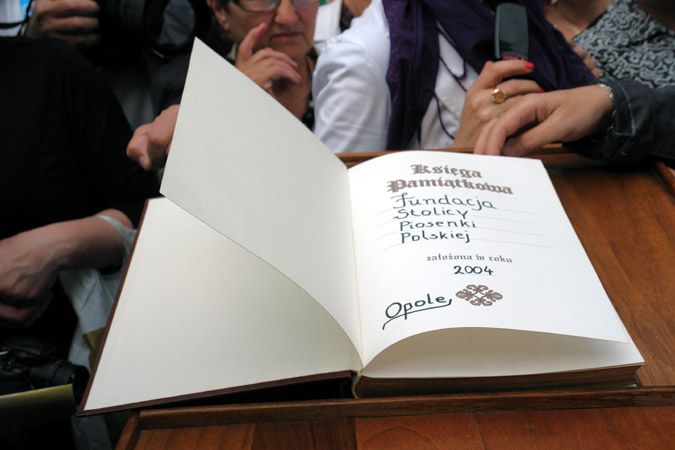 Księga
Pamiątkowa
Fundacja
Stolicy
Piosenki
Polskiej
założona w roku
2004
Opole